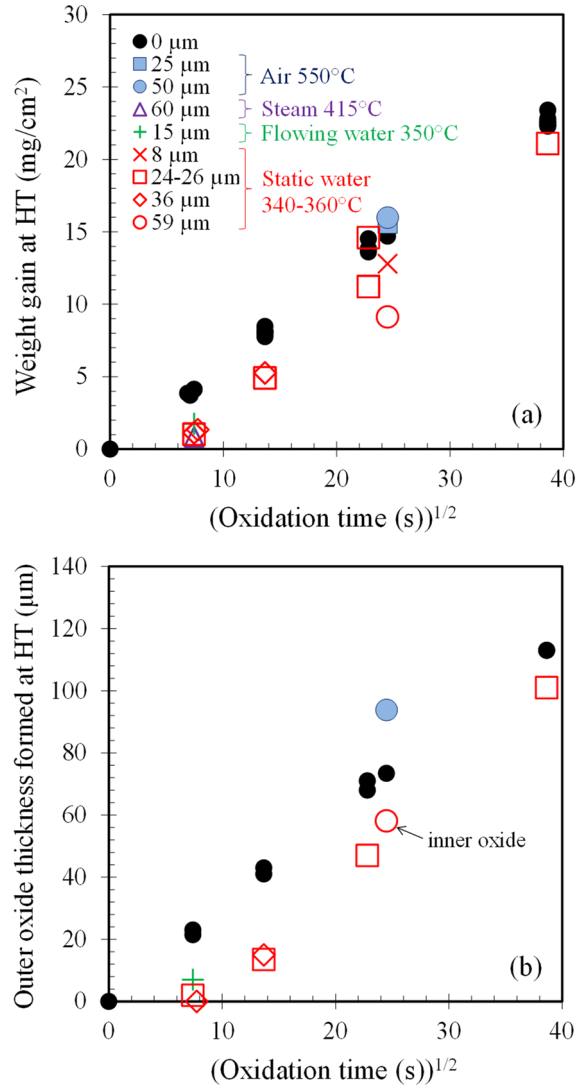 30
25
20
15
10
5
0
0 µm
25 µm
50 µm
60 µm
15 µm
8 µm
24-26 µm
36 µm
59 µm
Air 550°C
Steam 415°C
Flowing water 350°C
Static water
340-360°C
Weight gain at HT (mg/cm²)
(a)
0 10 20 30 40
(Oxidation time (s))^1/2
140
120
100
80
60
40
20
0
Outer oxide thickness formed at HT (µm)
inner oxide
(b)
0 10 20 30 40
(Oxidation time (s))^1/2